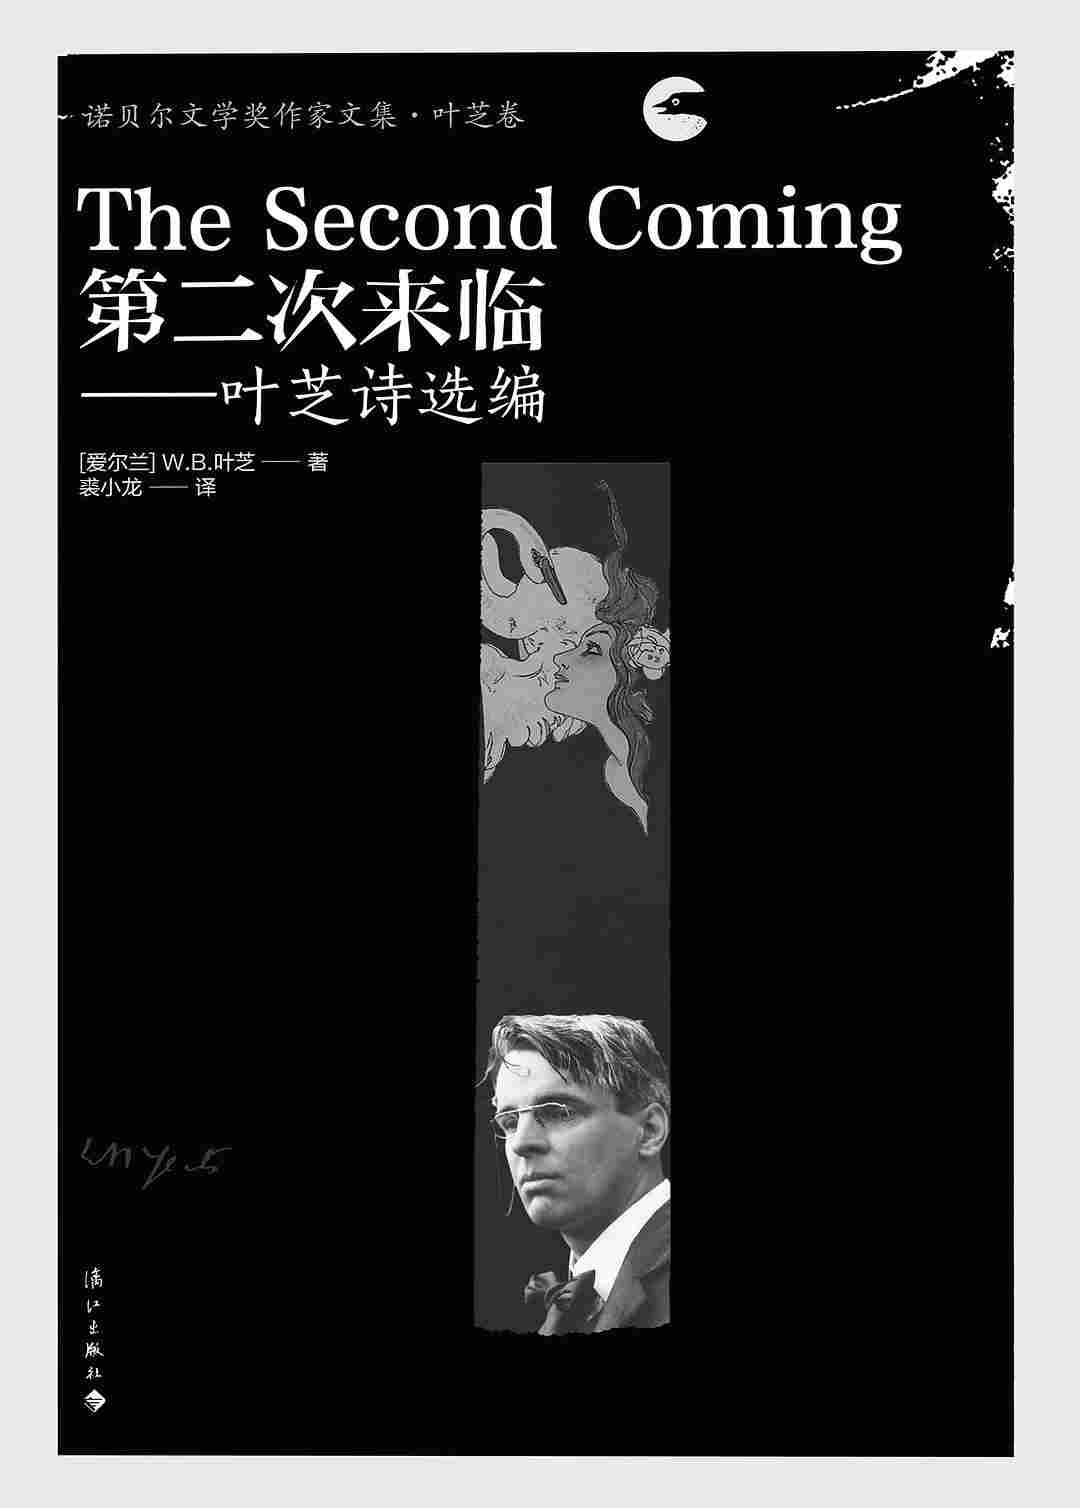 诺贝尔文学奖作家文集·叶芝卷
The Second Coming
第二次来临
——叶芝诗选编
[爱尔兰] W.B.叶芝 —— 著
裘小龙 —— 译
漓江出版社